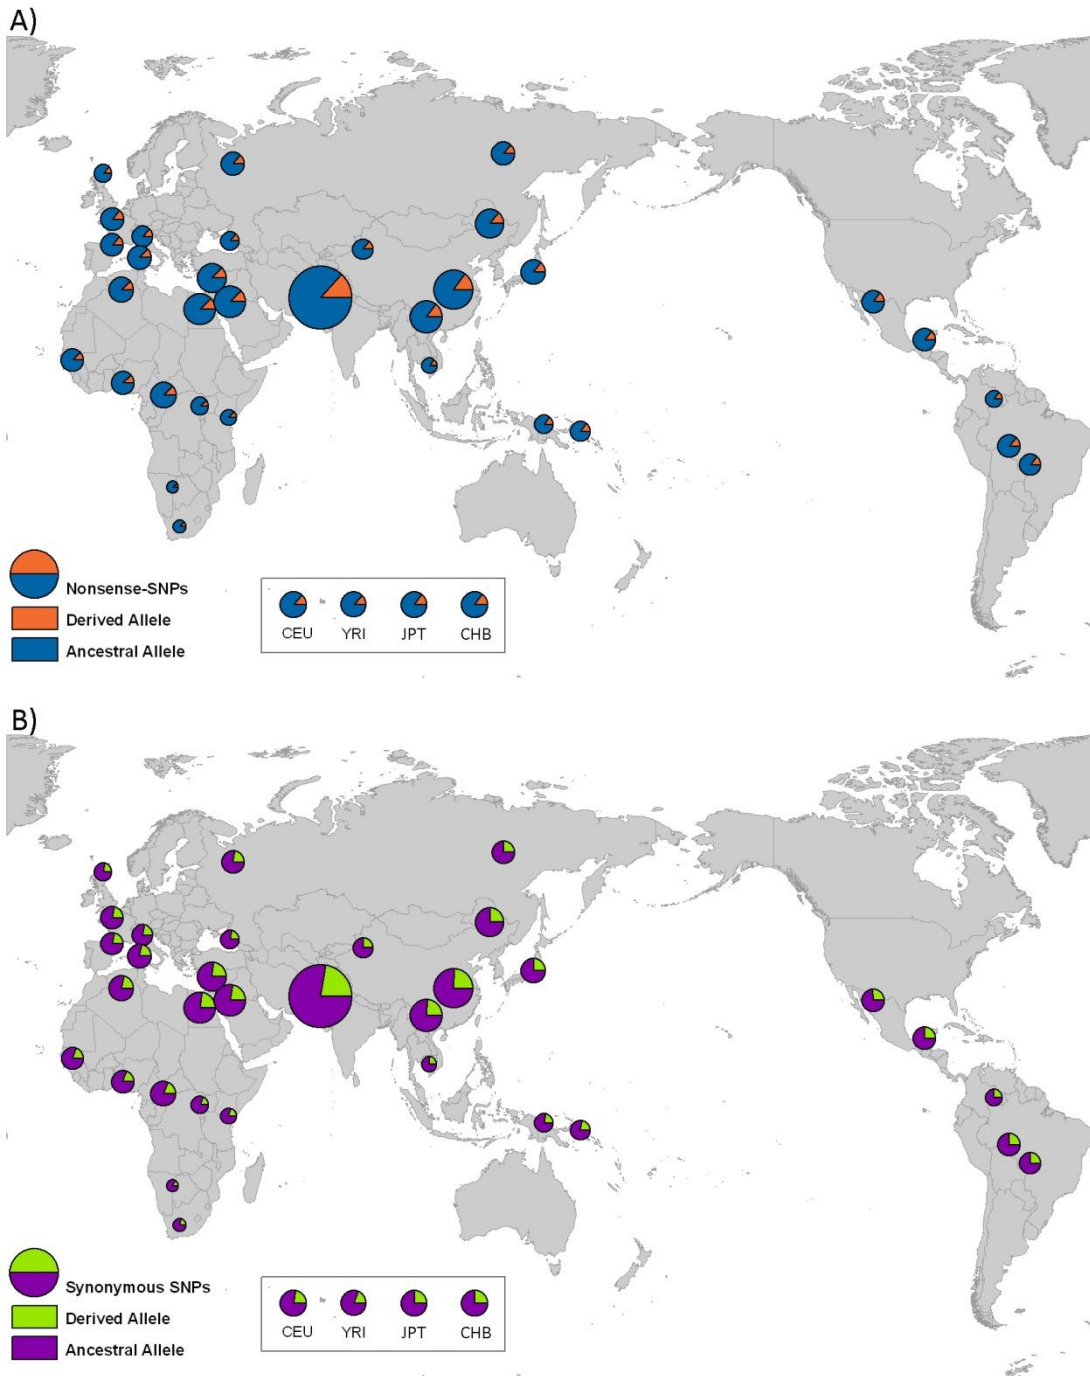 A)
Nonsense-SNPs
Derived Allele
Ancestral Allele
CEU YRI JPT CHB
B)
Synonymous SNPs
Derived Allele
Ancestral Allele
CEU YRI JPT CHB